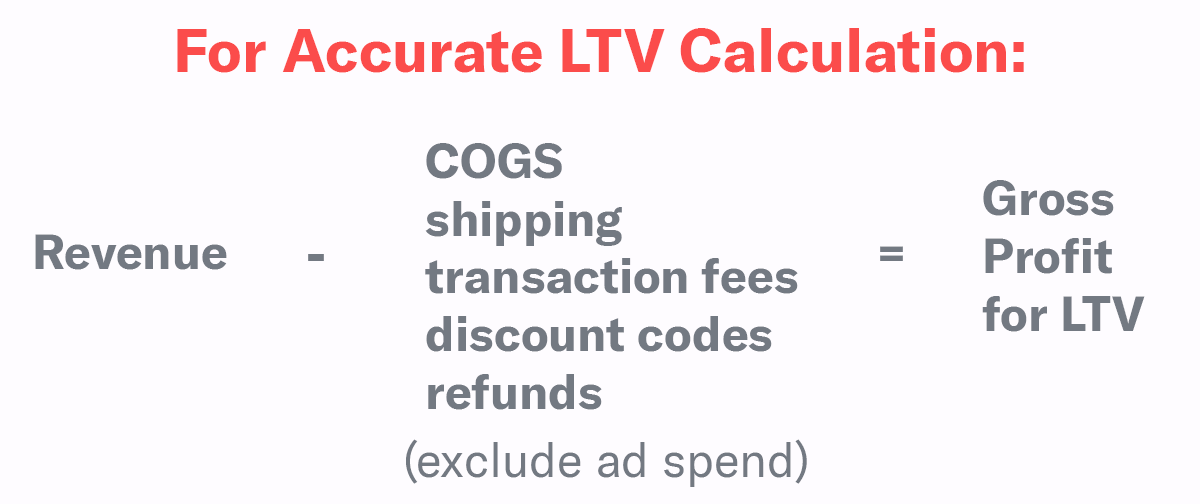 For Accurate LTV Calculation:
Revenue
-
COGS
shipping
transaction fees
discount codes
refunds
(exclude ad spend)
=
Gross
Profit
for LTV